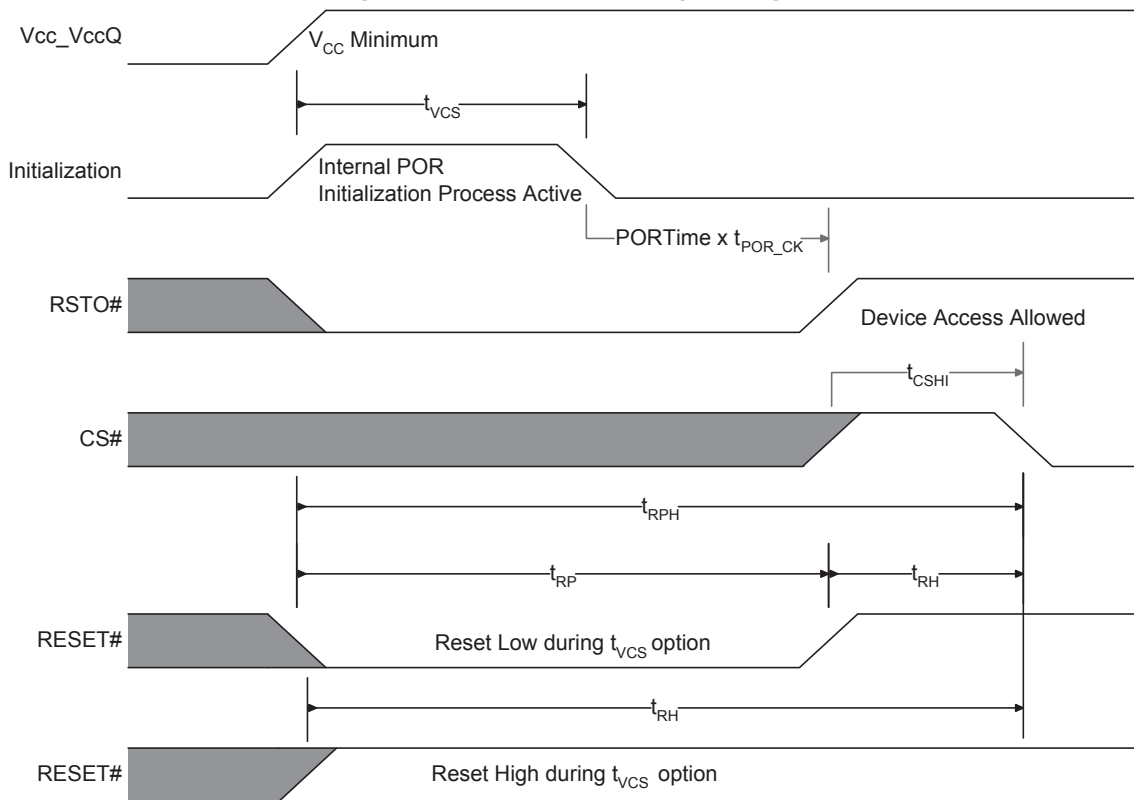 Vcc_VccQ
VCC Minimum
tVCS
Initialization
Internal POR
Initialization Process Active
PORTime x tPOR_CK
RSTO#
Device Access Allowed
tCSHI
CS#
tRPH
tRP
tRH
RESET#
Reset Low during tVCS option
tRH
RESET#
Reset High during tVCS option